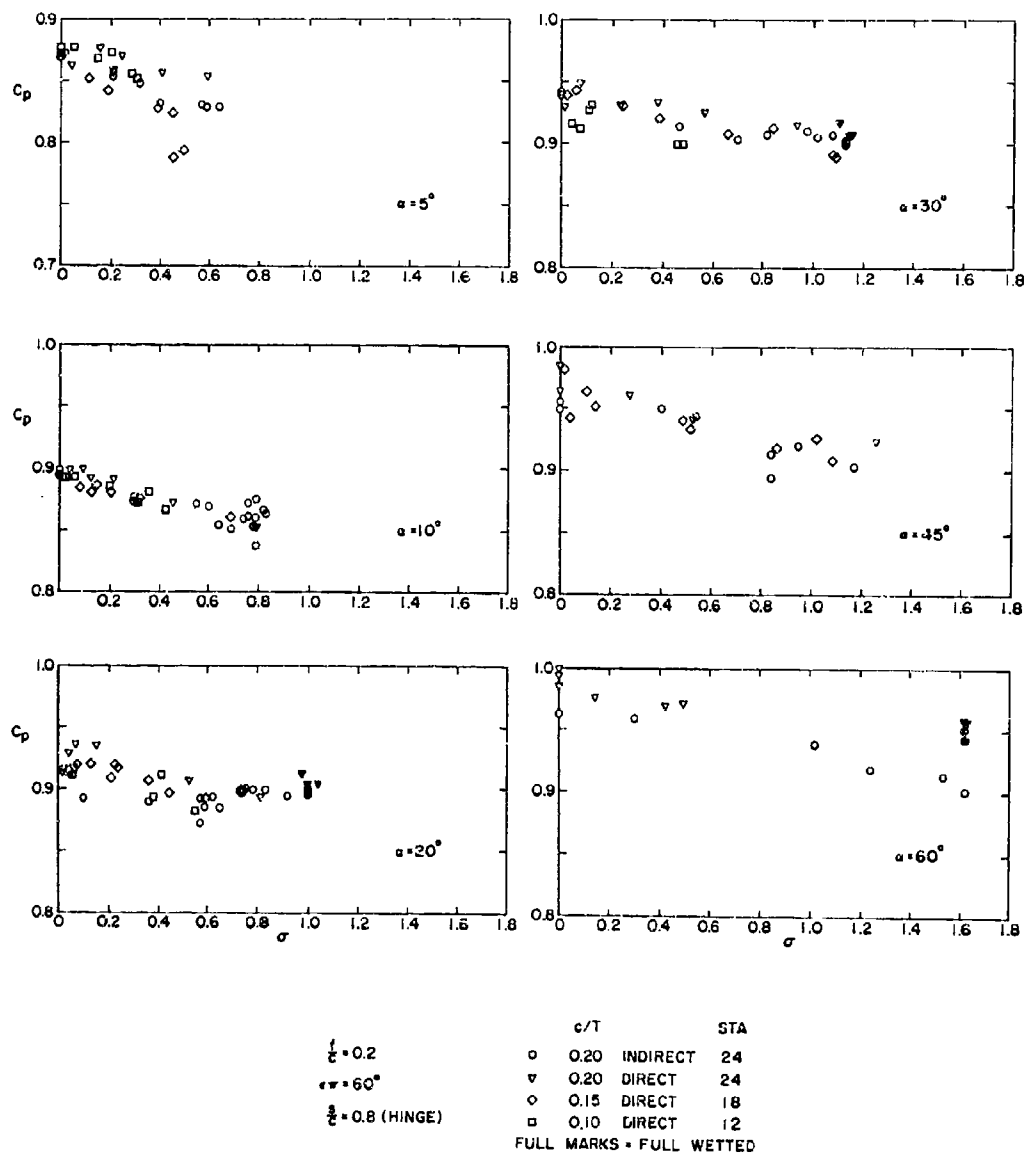 0.9
Cp
0.8
0.7
0 0.2 0.4 0.6 0.8 1.0 1.2 1.4 1.6 1.8
α = 5°
1.0
0.9
0.8
0 0.2 0.4 0.6 0.8 1.0 1.2 1.4 1.6 1.8
α = 30°
1.0
Cp
0.9
0.8
0 0.2 0.4 0.6 0.8 1.0 1.2 1.4 1.6 1.8
α = 10°
1.0
0.9
0.8
0 0.2 0.4 0.6 0.8 1.0 1.2 1.4 1.6 1.8
α = 45°
1.0
Cp
0.9
0.8
0 0.2 0.4 0.6 0.8 1.0 1.2 1.4 1.6 1.8
σ
α = 20°
1.0
0.9
0.8
0 0.2 0.4 0.6 0.8 1.0 1.2 1.4 1.6 1.8
σ
α = 60°
f/c = 0.2
= 60°
= 0.8 (HINGE)
c/T STA
0.20 INDIRECT 24
0.20 DIRECT 24
0.15 DIRECT 18
0.10 DIRECT 12
FULL MARKS = FULL WETTED